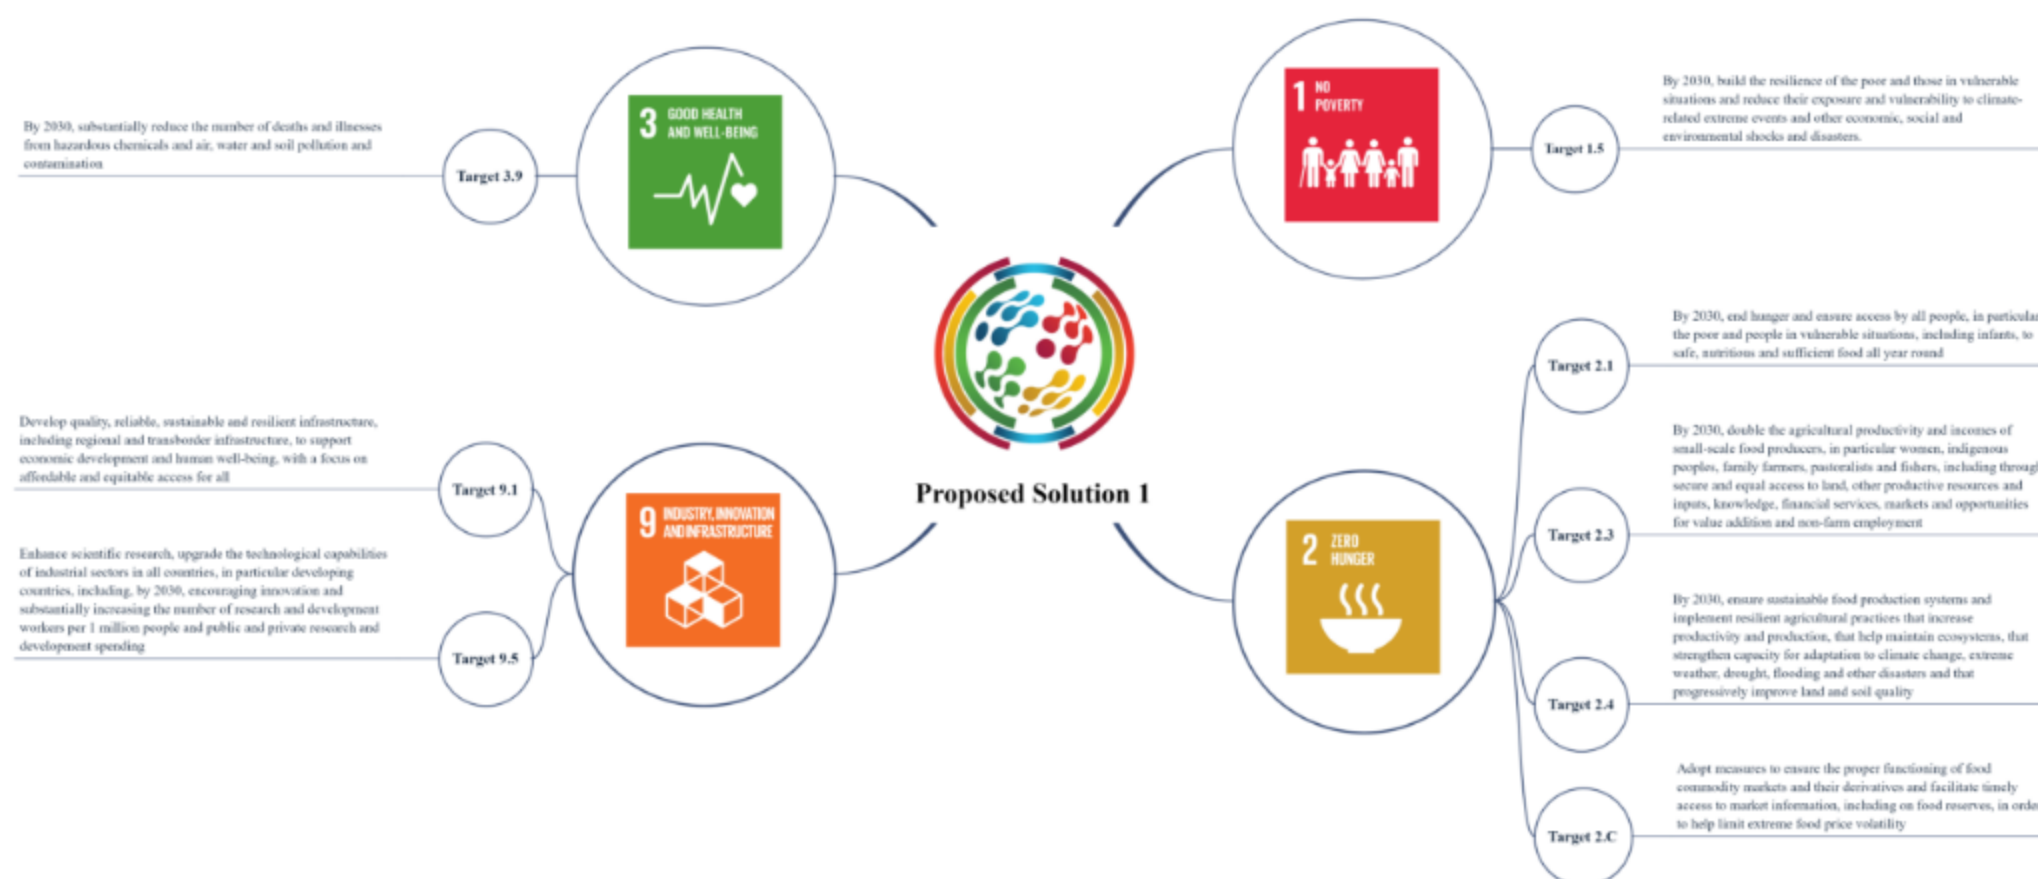 By 2030, substantially reduce the number of deaths and illnesses
from hazardous chemicals and air, water and soil pollution and
contamination
Target 3.9
3 GOOD HEALTH
AND WELL-BEING
1 NO
POVERTY
Target 1.5
By 2030, build the resilience of the poor and those in vulnerable
situations and reduce their exposure and vulnerability to climate-
related extreme events and other economic, social and
environmental shocks and disasters.
Proposed Solution 1
Develop quality, reliable, sustainable and resilient infrastructure,
including regional and transborder infrastructure, to support
economic development and human well-being, with a focus on
affordable and equitable access for all
Target 9.1
Enhance scientific research, upgrade the technological capabilities
of industrial sectors in all countries, in particular developing
countries, including, by 2030, encouraging innovation and
substantially increasing the number of research and development
workers per 1 million people and public and private research and
development spending
Target 9.5
9 INDUSTRY, INNOVATION
AND INFRASTRUCTURE
2 ZERO
HUNGER
Target 2.1
By 2030, end hunger and ensure access by all people, in particular
the poor and people in vulnerable situations, including infants, to
safe, nutritious and sufficient food all year round
Target 2.3
By 2030, double the agricultural productivity and incomes of
small-scale food producers, in particular women, indigenous
peoples, family farmers, pastoralists and fishers, including through
secure and equal access to land, other productive resources and
inputs, knowledge, financial services, markets and opportunities
for value addition and non-farm employment
Target 2.4
By 2030, ensure sustainable food production systems and
implement resilient agricultural practices that increase
productivity and production, that help maintain ecosystems, that
strengthen capacity for adaptation to climate change, extreme
weather, drought, flooding and other disasters and that
progressively improve land and soil quality
Target 2.C
Adopt measures to ensure the proper functioning of food
commodity markets and their derivatives and facilitate timely
access to market information, including on food reserves, in orde
to help limit extreme food price volatility